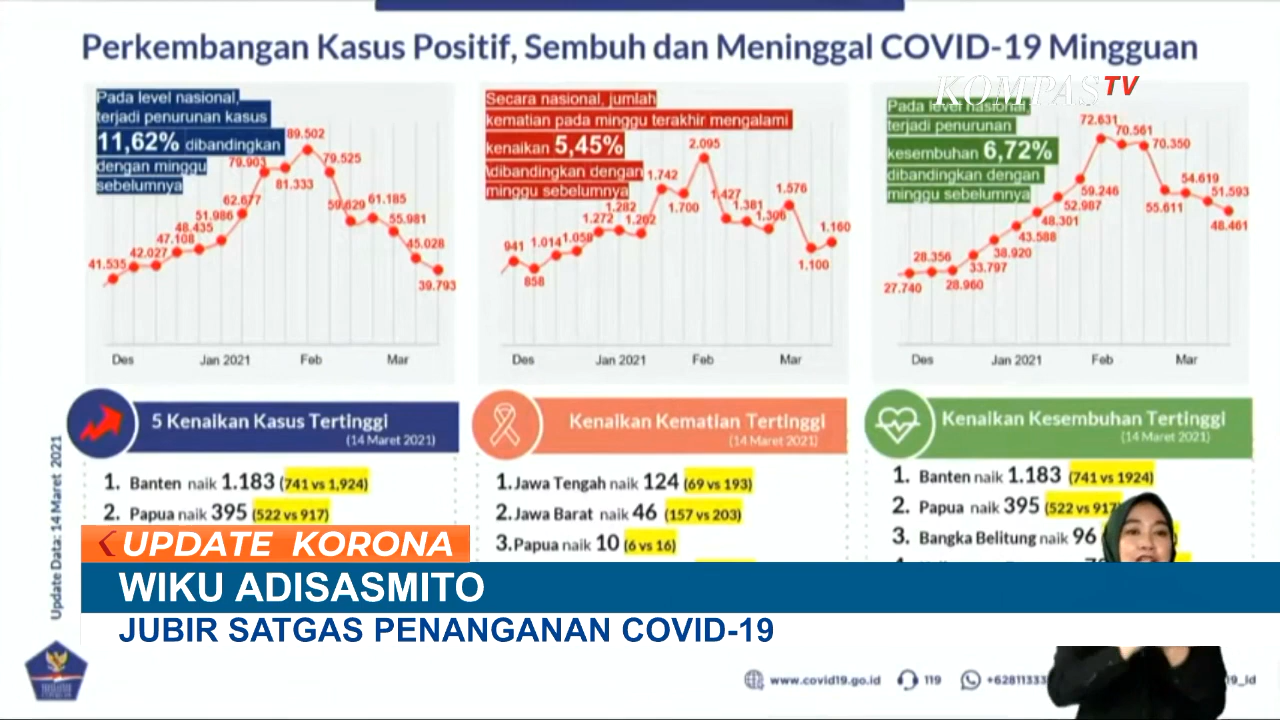 Perkembangan Kasus Positif, Sembuh dan Meninggal COVID-19 Mingguan
KOMPAS TV
Pada level nasional,
terjadi penurunan kasus
11,62% dibandingkan
dengan minggu
sebelumnya
41.535
42.027
47.108
48.435
51.986
62.677
79.903
81.333
89.502
79.525
59.829
61.185
55.981
45.028
39.793
Des Jan 2021 Feb Mar
Secara nasional, jumlah
kematian pada minggu terakhir mengalami
kenaikan 5,45%
\dibandingkan dengan
minggu sebelumnya
941
858
1.014
1.058
1.272
1.282
1.202
1.742
1.700
2.095
1.427
1.381
1.306
1.576
1.100
1.160
Des Jan 2021 Feb Mar
Pada level nasional,
terjadi penurunan
kesembuhan 6,72%
dibandingkan dengan
minggu sebelumnya
27.740
28.356
28.960
33.797
38.920
43.588
48.301
52.987
59.246
72.631
70.561
70.350
55.611
54.619
51.593
48.461
Des Jan 2021 Feb Mar
5 Kenaikan Kasus Tertinggi
(14 Maret 2021)
1. Banten naik 1.183 (741 vs 1,924)
2. Papua naik 395 (522 vs 917)
Kenaikan Kematian Tertinggi
(14 Maret 2021)
1.Jawa Tengah naik 124 (69 vs 193)
2.Jawa Barat naik 46 (157 vs 203)
3.Papua naik 10 (6 vs 16)
Kenaikan Kesembuhan Tertinggi
(14 Maret 2021)
1. Banten naik 1.183 (741 vs 1924)
2. Papua naik 395 (522 vs 917
3. Bangka Belitung naik 96
Update Data: 14 Maret 2021
UPDATE KORONA
WIKU ADISASMITO
JUBIR SATGAS PENANGANAN COVID-19
www.covid19.go.id 119 +62811333 9_id